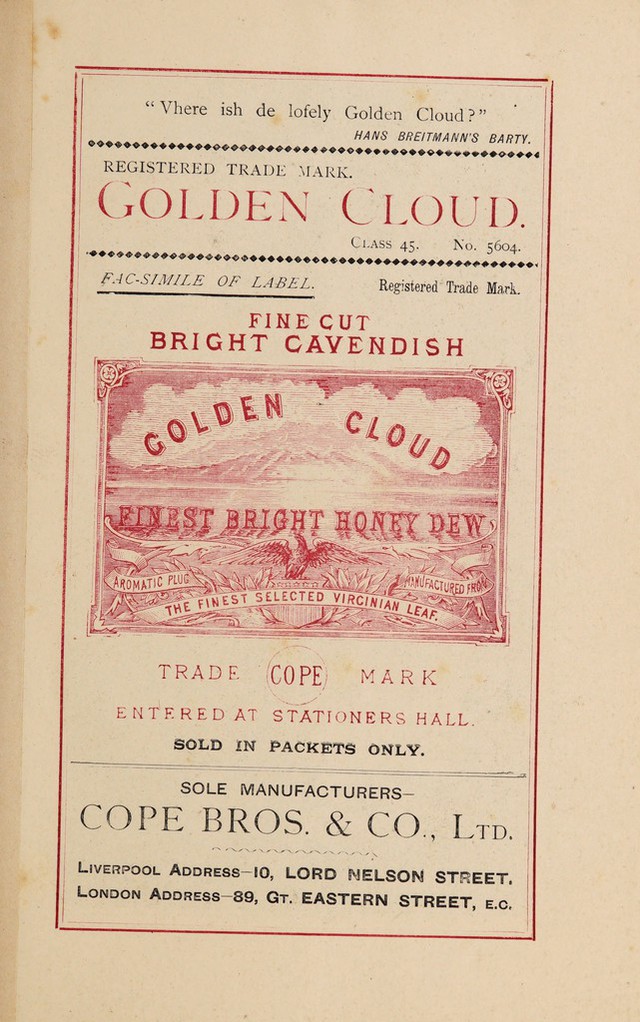 "Vhere ish de lofely Golden Cloud?"
HANS BREITMANN'S BARTY.
REGISTERED TRADE MARK.
GOLDEN CLOUD.
CLASS 45. No. 5604.
FAC-SIMILE OF LABEL.
Registered Trade Mark.
FINE CUT
BRIGHT CAVENDISH
GOLDEN CLOUD
FINEST BRIGHT HONEY DEW
AROMATIC PLUG
MANUFACTURED FROM
THE FINEST SELECTED VIRGINIAN LEAF.
TRADE COPE MARK
ENTERED AT STATIONERS HALL.
SOLD IN PACKETS ONLY.
SOLE MANUFACTURERS—
COPE BROS. & CO., LTD.
LIVERPOOL ADDRESS—10, LORD NELSON STREET.
LONDON ADDRESS—89, GT. EASTERN STREET, E.C.